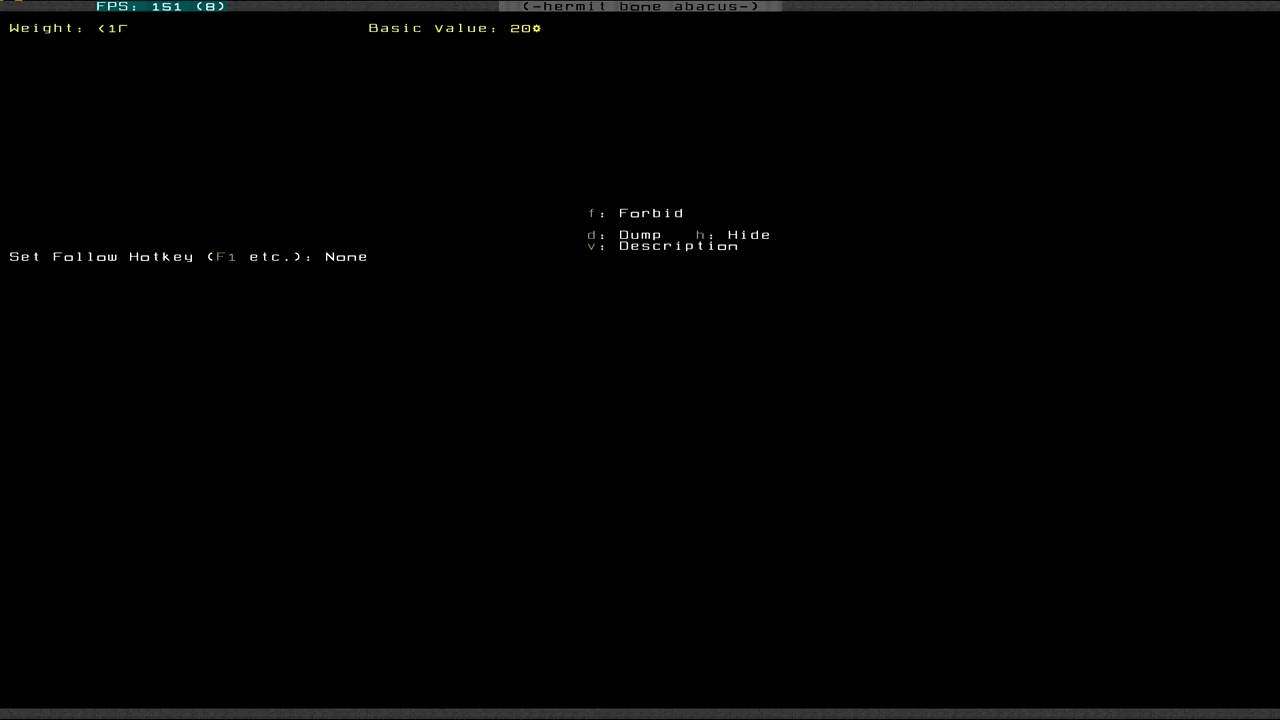 FPS: 151 (8)
(-hermit bone abacus-)
Weight: <1Γ
Basic Value: 20☼
f: Forbid
d: Dump h: Hide
v: Description
Set Follow Hotkey (F1 etc.): None